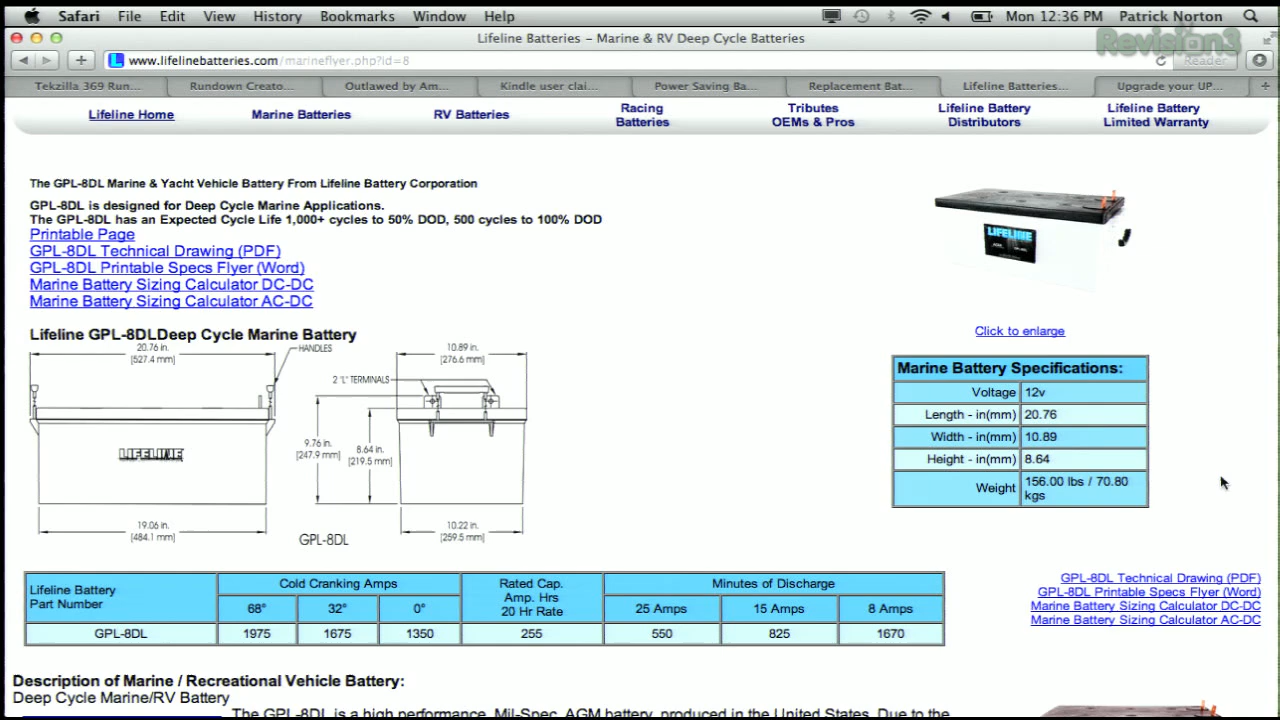 Safari File Edit View History Bookmarks Window Help Mon 12:36 PM Patrick Norton
Lifeline Batteries – Marine & RV Deep Cycle Batteries
Revision3
www.lifelinebatteries.com/marineflyer.php?id=8 Reader
Tekzilla 369 Run... Rundown Creato... Outlawed by Am... Kindle user clai... Power Saving Ba... Replacement Bat... Lifeline Batteries... Upgrade your UP...
Lifeline Home Marine Batteries RV Batteries Racing Batteries Tributes OEMs & Pros Lifeline Battery Distributors Lifeline Battery Limited Warranty
The GPL-8DL Marine & Yacht Vehicle Battery From Lifeline Battery Corporation
GPL-8DL is designed for Deep Cycle Marine Applications.
The GPL-8DL has an Expected Cycle Life 1,000+ cycles to 50% DOD, 500 cycles to 100% DOD
Printable Page
GPL-8DL Technical Drawing (PDF)
GPL-8DL Printable Specs Flyer (Word)
Marine Battery Sizing Calculator DC-DC
Marine Battery Sizing Calculator AC-DC
LIFELINE
Click to enlarge
Lifeline GPL-8DLDeep Cycle Marine Battery
20.76 in.
[527.4 mm]
HANDLES
10.89 in.
[276.6 mm]
2 "L" TERMINALS
9.76 in.
[247.9 mm]
8.64 in.
[219.5 mm]
LIFELINE
19.06 in.
[484.1 mm]
10.22 in.
[259.5 mm]
GPL-8DL
Marine Battery Specifications:
Voltage 12v
Length - in(mm) 20.76
Width - in(mm) 10.89
Height - in(mm) 8.64
Weight 156.00 lbs / 70.80 kgs
Lifeline Battery Part Number Cold Cranking Amps Rated Cap. Amp. Hrs 20 Hr Rate Minutes of Discharge
68° 32° 0° 25 Amps 15 Amps 8 Amps
GPL-8DL 1975 1675 1350 255 550 825 1670
GPL-8DL Technical Drawing (PDF)
GPL-8DL Printable Specs Flyer (Word)
Marine Battery Sizing Calculator DC-DC
Marine Battery Sizing Calculator AC-DC
Description of Marine / Recreational Vehicle Battery:
Deep Cycle Marine/RV Battery
The GPL-8DL is a high performance, Mil-Spec, AGM battery, produced in the United States. Due to the